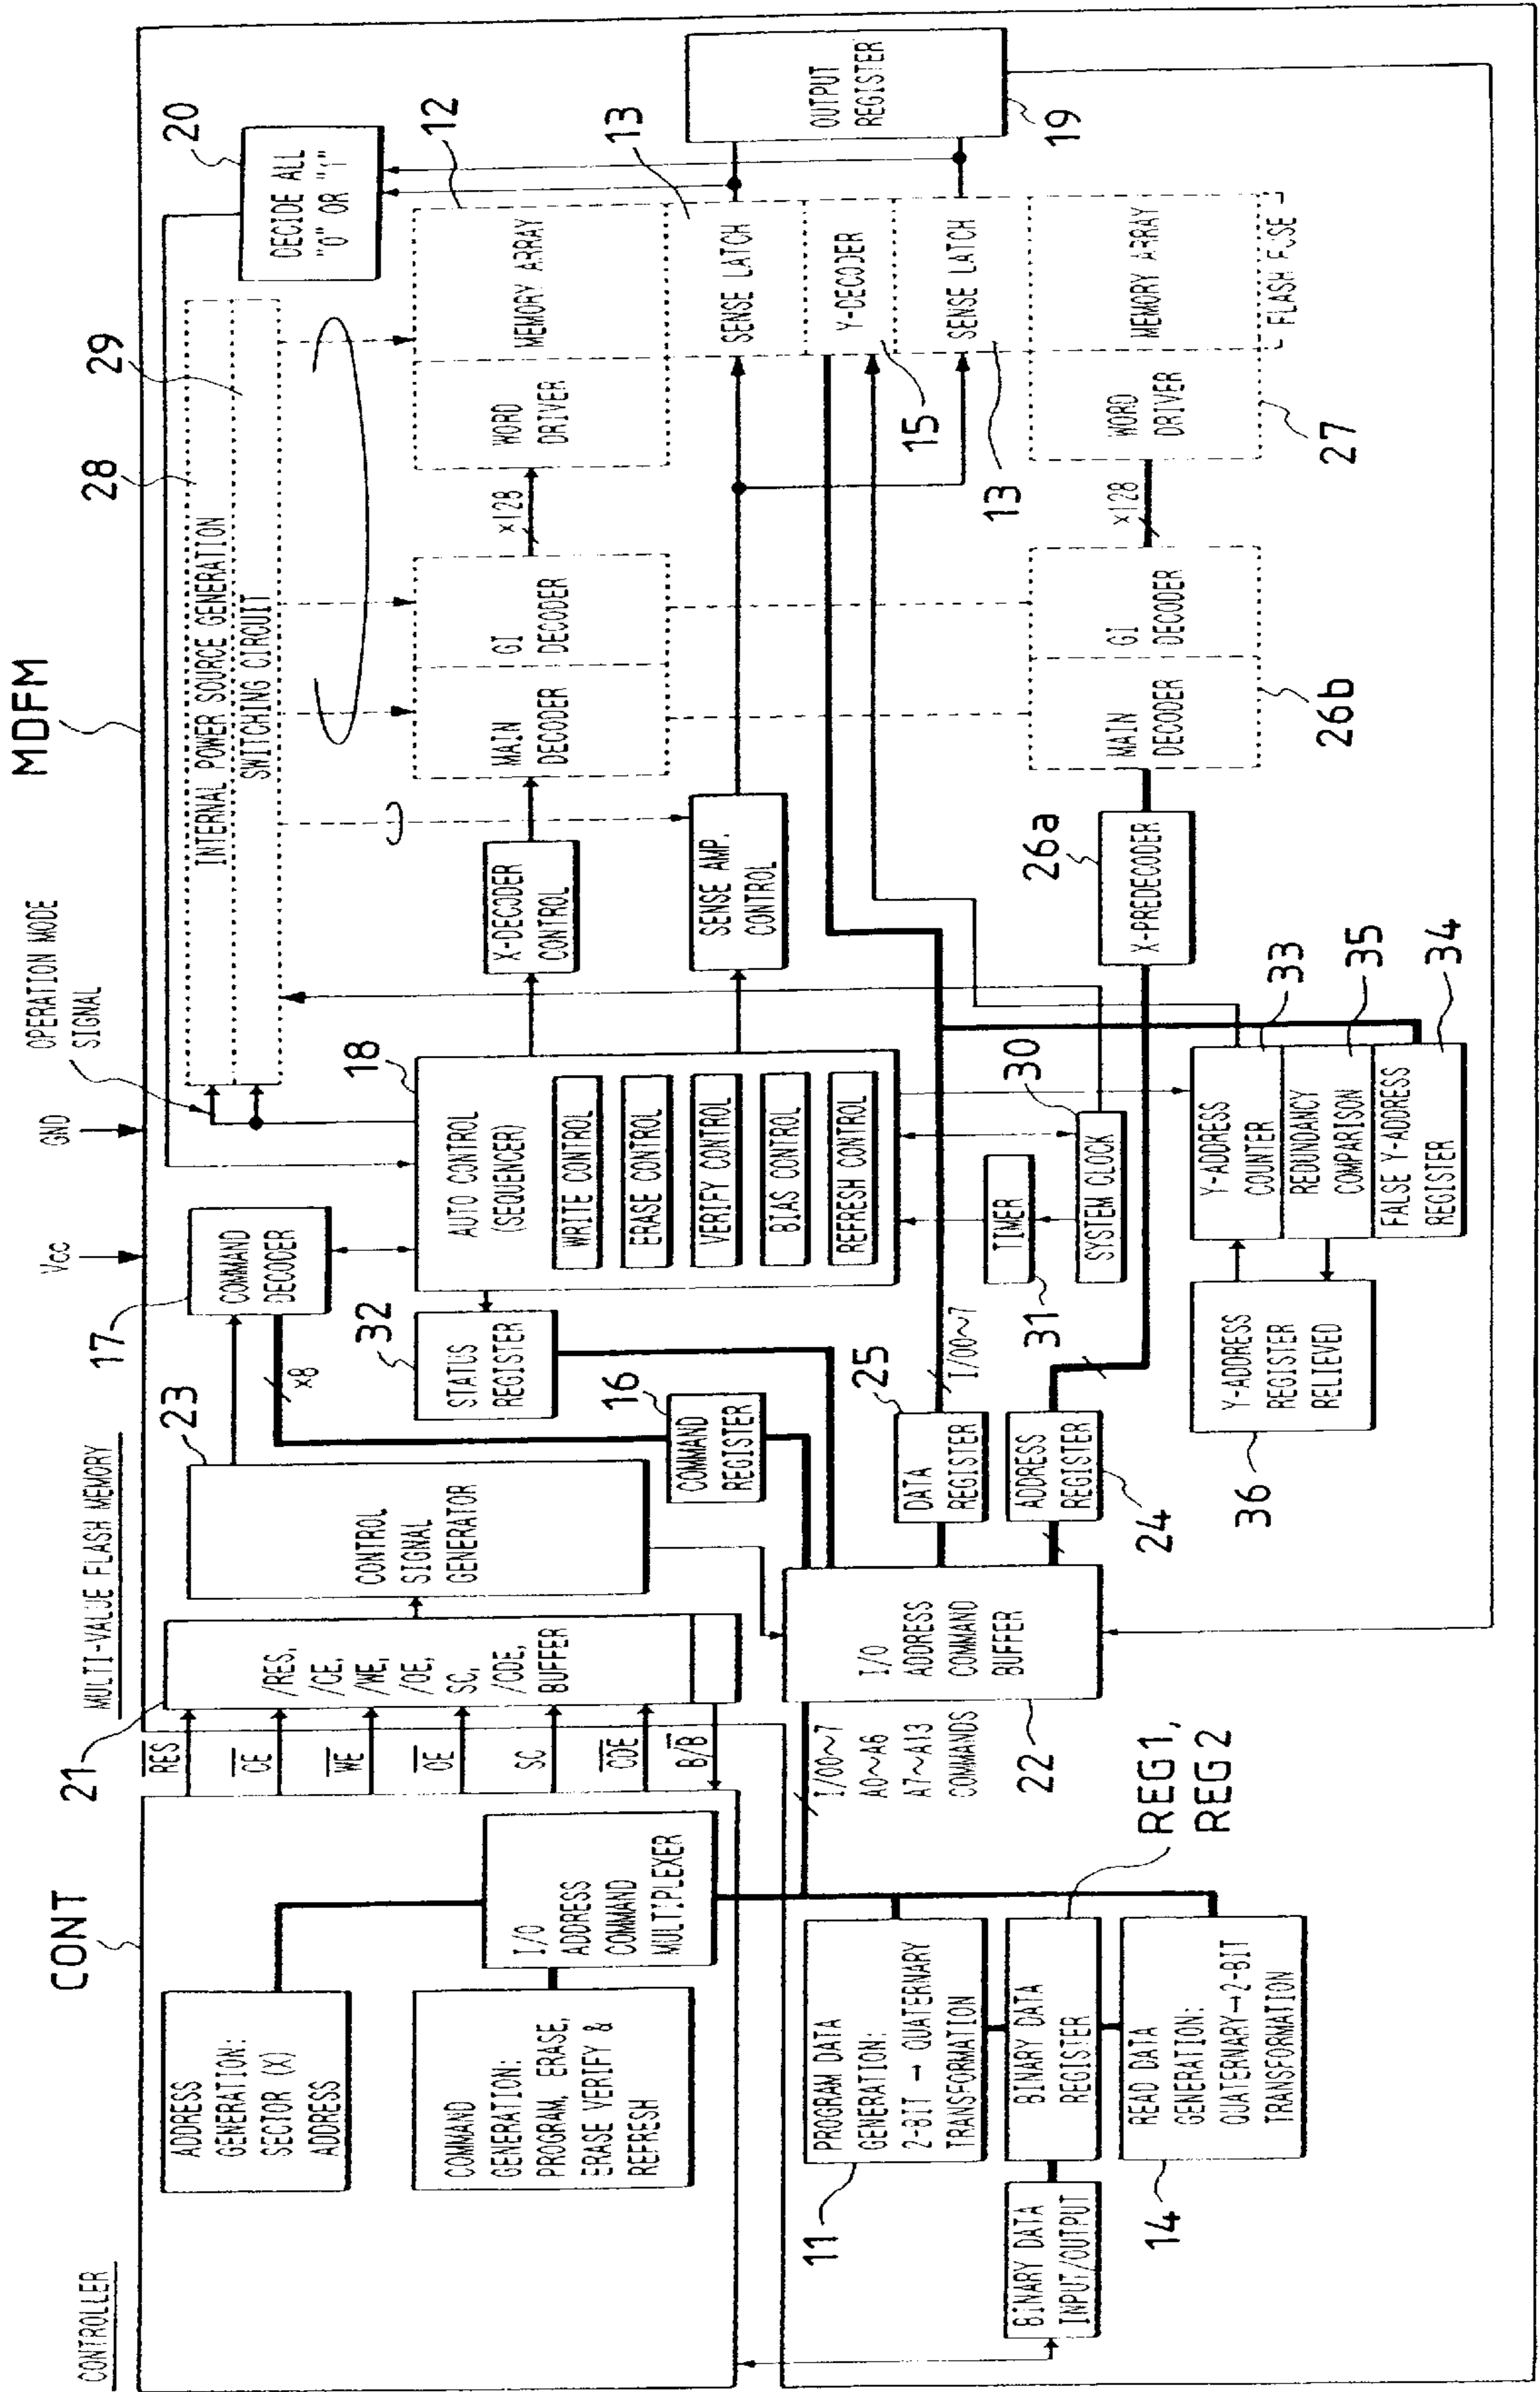 CONTROLLER
CONT
ADDRESS
GENERATION:
SECTOR (X)
ADDRESS
COMMAND
GENERATION:
PROGRAM, ERASE,
ERASE VERIFY &
REFRESH
I/O
ADDRESS
COMMAND
MULTIPLEXER
11
PROGRAM DATA
GENERATION:
2-BIT → QUATERNARY
TRANSFORMATION
BINARY DATA
REGISTER
REG1,
REG2
BINARY DATA
INPUT/OUTPUT
READ DATA
GENERATION:
QUATERNARY→2-BIT
TRANSFORMATION
14
MULTI-VALUE FLASH MEMORY
MDFM
Vcc
GND
OPERATION MODE
SIGNAL
RES
CE
WE
OE
SC
CDE
B/B
21
/RES,
/CE,
/WE,
/OE,
SC,
/CDE,
BUFFER
I/O0~7
A0~A6
A7~A13
COMMANDS
I/O
ADDRESS
COMMAND
BUFFER
22
23
CONTROL
SIGNAL
GENERATOR
17
COMMAND
DECODER
×8
32
STATUS
REGISTER
16
COMMAND
REGISTER
25
DATA
REGISTER
I/O0~7
ADDRESS
REGISTER
24
18
AUTO CONTROL
(SEQUENCER)
WRITE CONTROL
ERASE CONTROL
VERIFY CONTROL
BIAS CONTROL
REFRESH CONTROL
TIMER
31
SYSTEM CLOCK
30
Y-ADDRESS
REGISTER
RELIEVED
36
Y-ADDRESS
COUNTER
33
REDUNDANCY
COMPARISON
35
FALSE Y-ADDRESS
REGISTER
34
INTERNAL POWER SOURCE GENERATION
28
SWITCHING CIRCUIT
29
DECIDE ALL
"0" OR "1"
20
X-DECODER
CONTROL
MAIN
DECODER
GI
DECODER
×128
WORD
DRIVER
MEMORY ARRAY
12
SENSE AMP.
CONTROL
SENSE LATCH
13
Y-DECODER
15
SENSE LATCH
13
OUTPUT
REGISTER
19
26a
X-PREDECODER
MAIN
DECODER
GI
DECODER
26b
×128
WORD
DRIVER
MEMORY ARRAY
27
FLASH FUSE